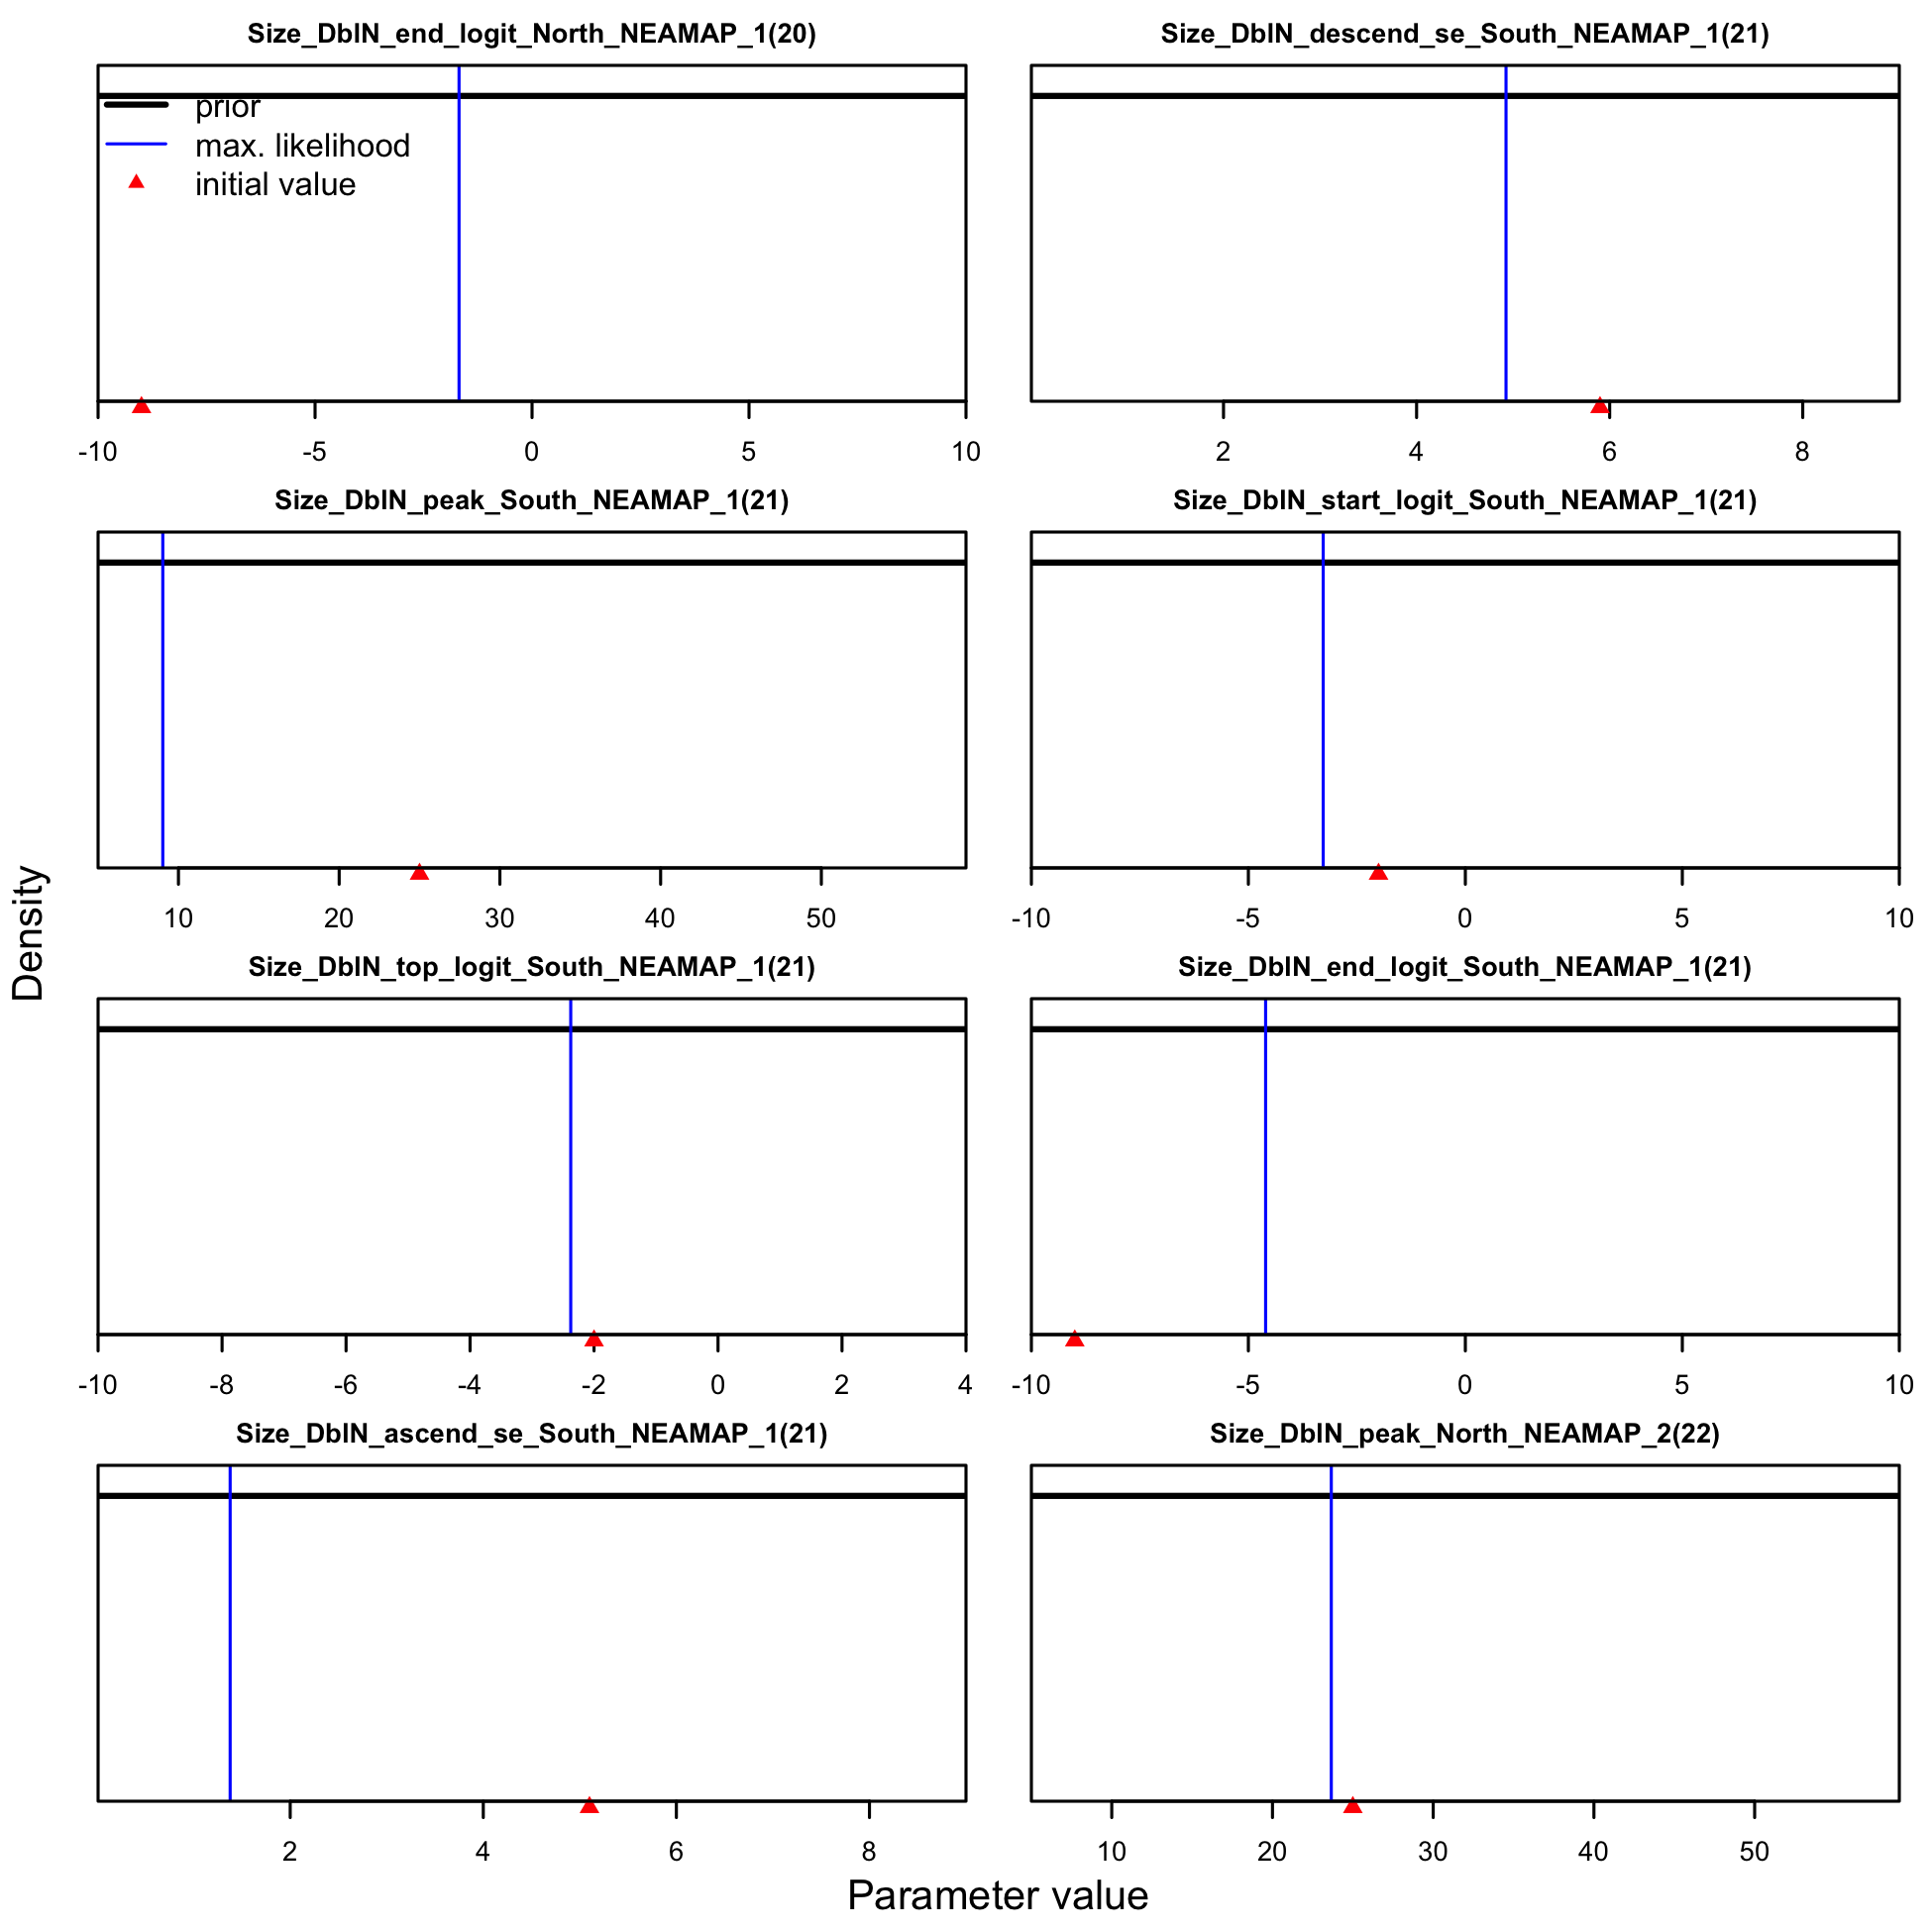 Size_DblN_end_logit_North_NEAMAP_1(20)
prior
max. likelihood
initial value
-10 -5 0 5 10
Size_DblN_descend_se_South_NEAMAP_1(21)
2 4 6 8
Size_DblN_peak_South_NEAMAP_1(21)
10 20 30 40 50
Size_DblN_start_logit_South_NEAMAP_1(21)
-10 -5 0 5 10
Size_DblN_top_logit_South_NEAMAP_1(21)
-10 -8 -6 -4 -2 0 2 4
Size_DblN_end_logit_South_NEAMAP_1(21)
-10 -5 0 5 10
Size_DblN_ascend_se_South_NEAMAP_1(21)
2 4 6 8
Size_DblN_peak_North_NEAMAP_2(22)
10 20 30 40 50
Density
Parameter value